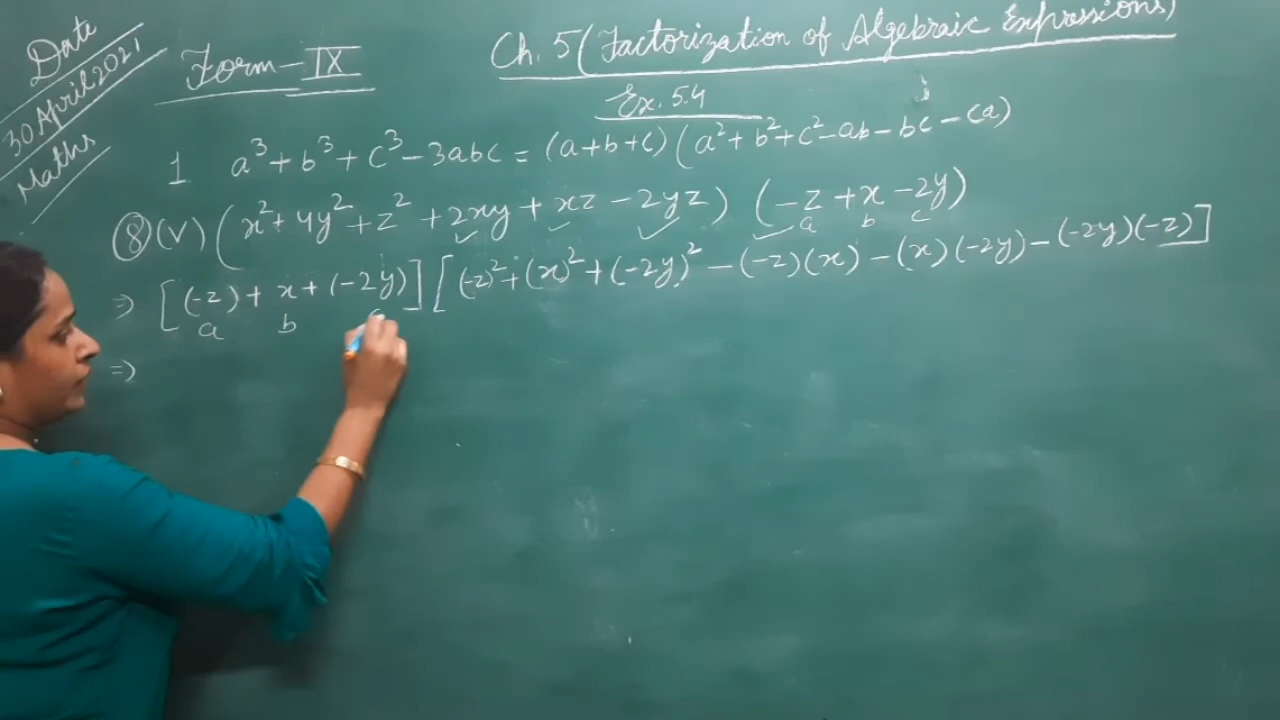 Date
30 April 2021
Maths
Form-IX
Ch. 5 (Factorization of Algebraic Expressions)
Ex. 5.4
1 a³ + b³ + c³ - 3abc = (a+b+c) (a² + b² + c² - ab - bc - ca)
⑧(v) (x² + 4y² + z² + 2xy + xz - 2yz) (-z + x - 2y)
a b c
⇒ [(-z) + x + (-2y)] [(-z)² + (x)² + (-2y)² - (-z)(x) - (x)(-2y) - (-2y)(-z)]
a b
⇒